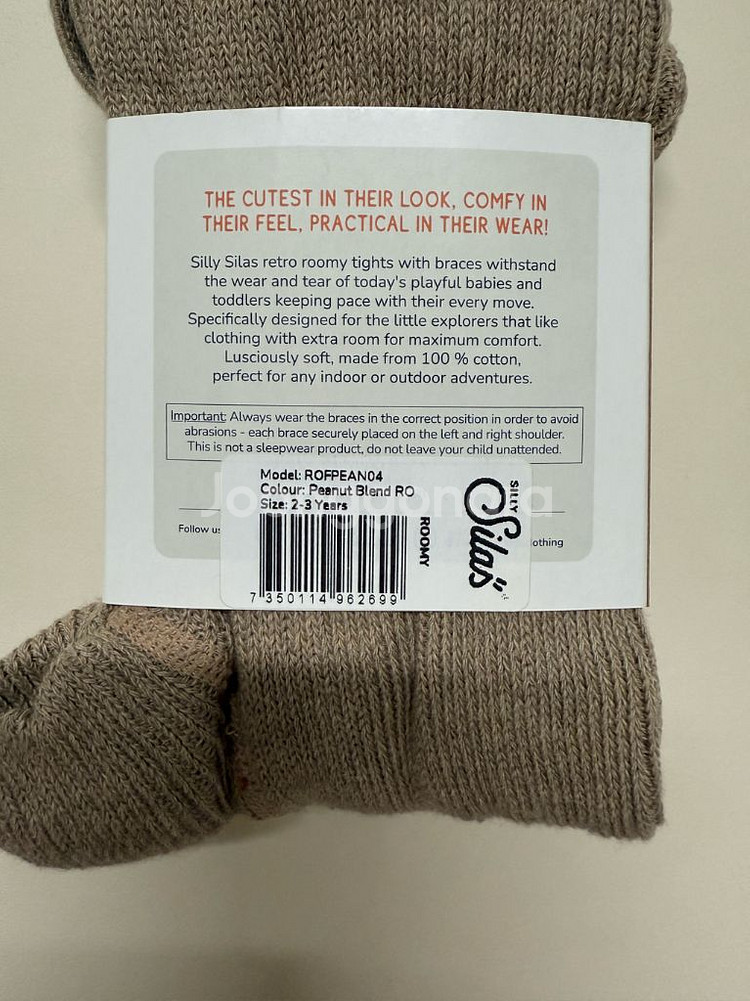 THE CUTEST IN THEIR LOOK, COMFY IN
THEIR FEEL, PRACTICAL IN THEIR WEAR!
Silly Silas retro roomy tights with braces withstand
the wear and tear of today's playful babies and
toddlers keeping pace with their every move.
Specifically designed for the little explorers that like
clothing with extra room for maximum comfort.
Lusciously soft, made from 100 % cotton,
perfect for any indoor or outdoor adventures.
Important: Always wear the braces in the correct position in order to avoid
abrasions - each brace securely placed on the left and right shoulder.
This is not a sleepwear product, do not leave your child unattended.
Model: ROFPEAN04
Colour: Peanut Blend RO
Size: 2-3 Years
ROOMY
SILLY
Silas
Follow us
othing
7 350114 962699